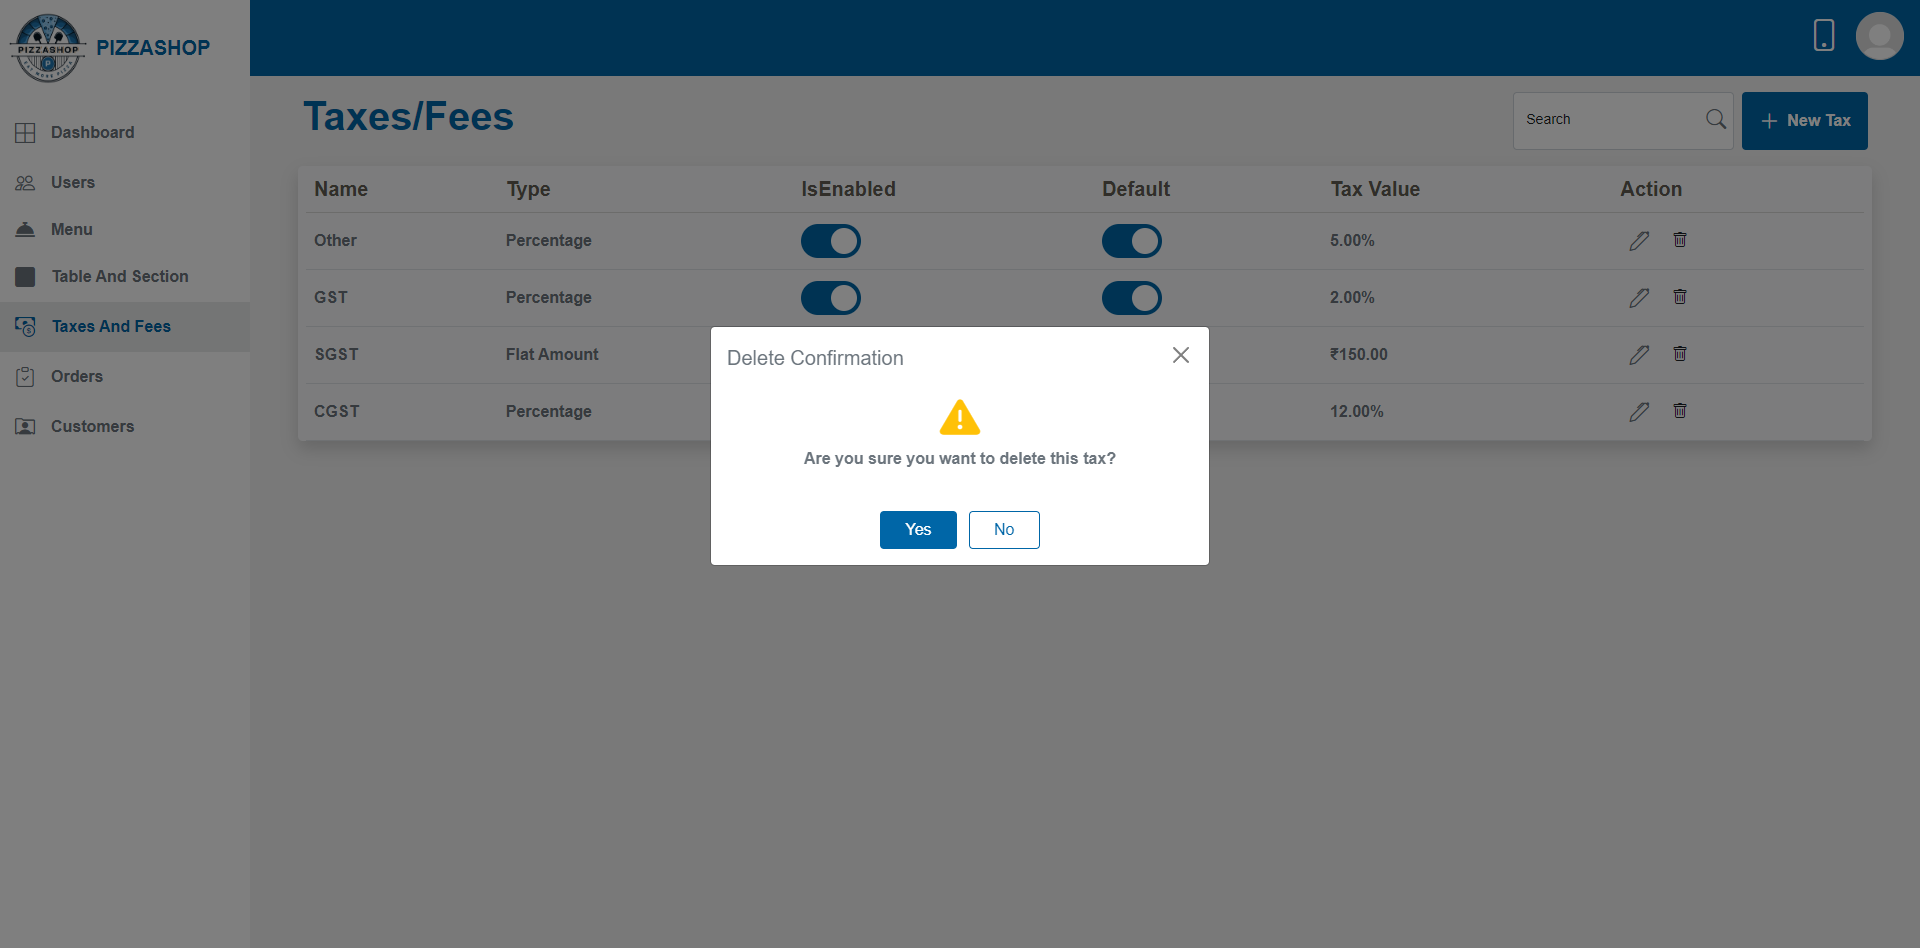 PIZZASHOP
PIZZASHOP
Dashboard
Users
Menu
Table And Section
Taxes And Fees
Orders
Customers
Taxes/Fees
Search
New Tax
Name Type IsEnabled Default Tax Value Action
Other Percentage 5.00%
GST Percentage 2.00%
SGST Flat Amount ₹150.00
CGST Percentage 12.00%
Delete Confirmation
Are you sure you want to delete this tax?
Yes No